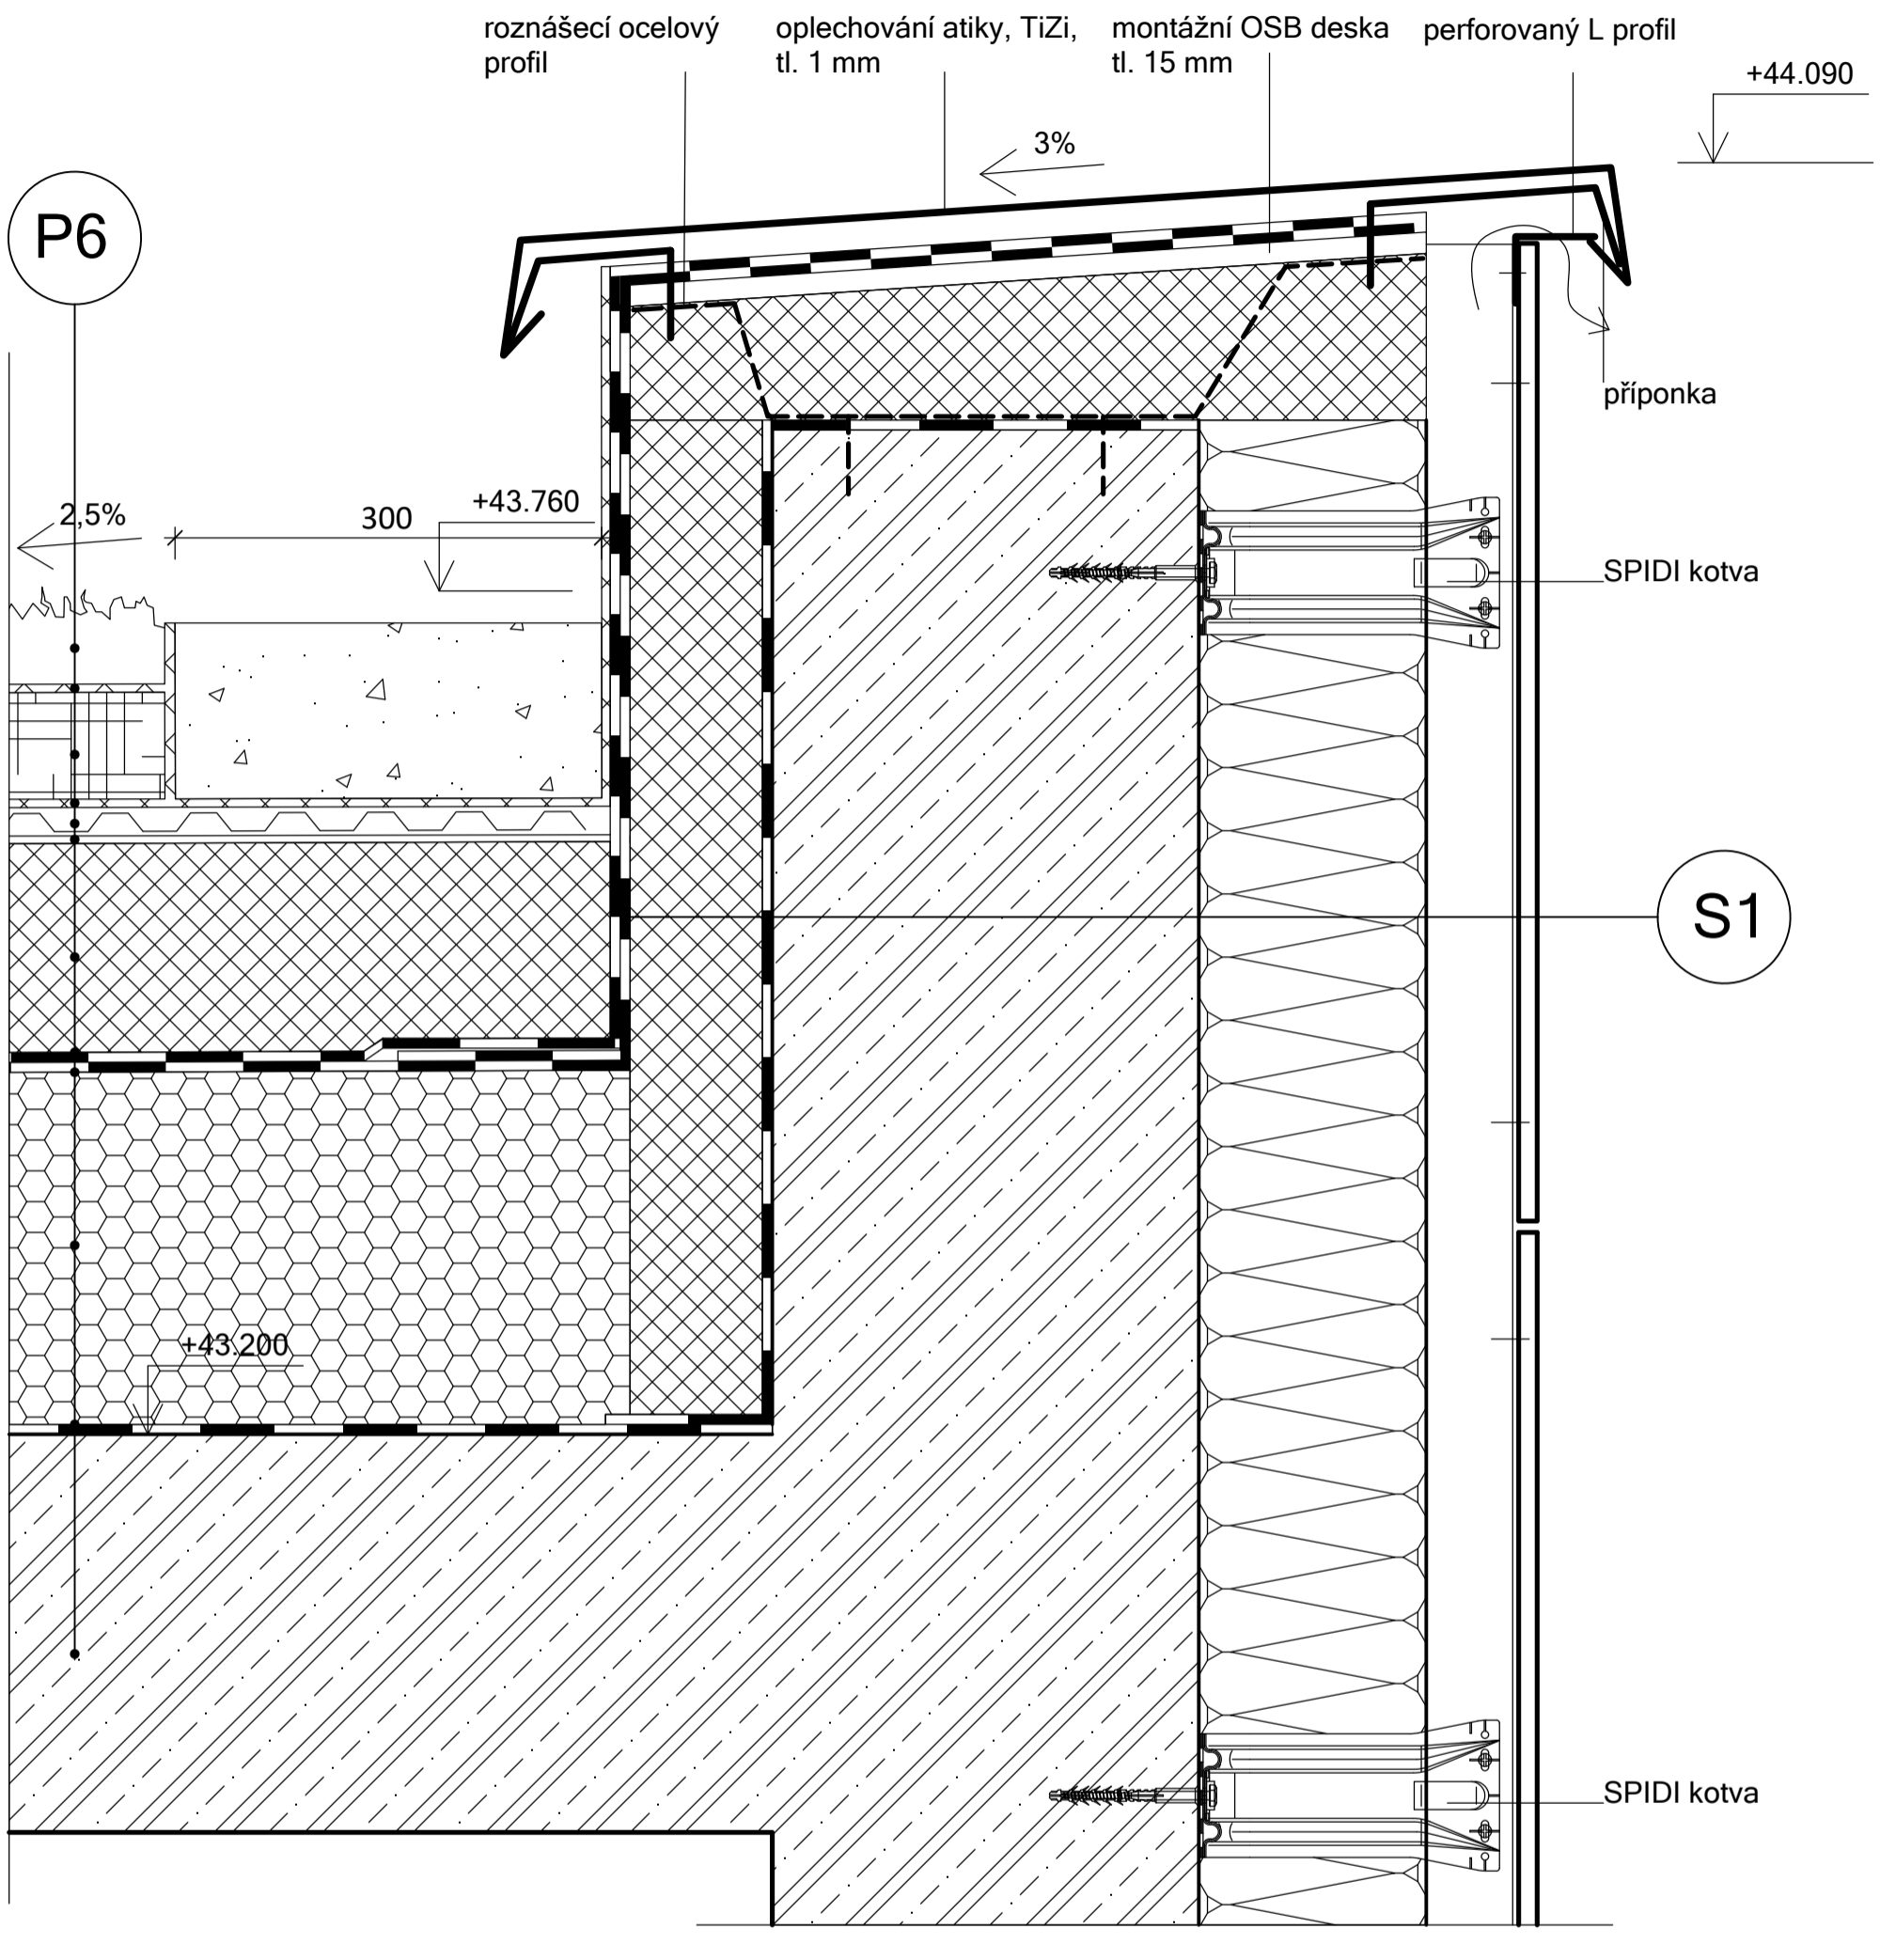 roznášecí ocelový
profil
oplechování atiky, TiZi,
tl. 1 mm
montážní OSB deska
tl. 15 mm
perforovaný L profil
+44.090
3%
P6
příponka
2,5%
300
+43.760
SPIDI kotva
S1
+43.200
SPIDI kotva